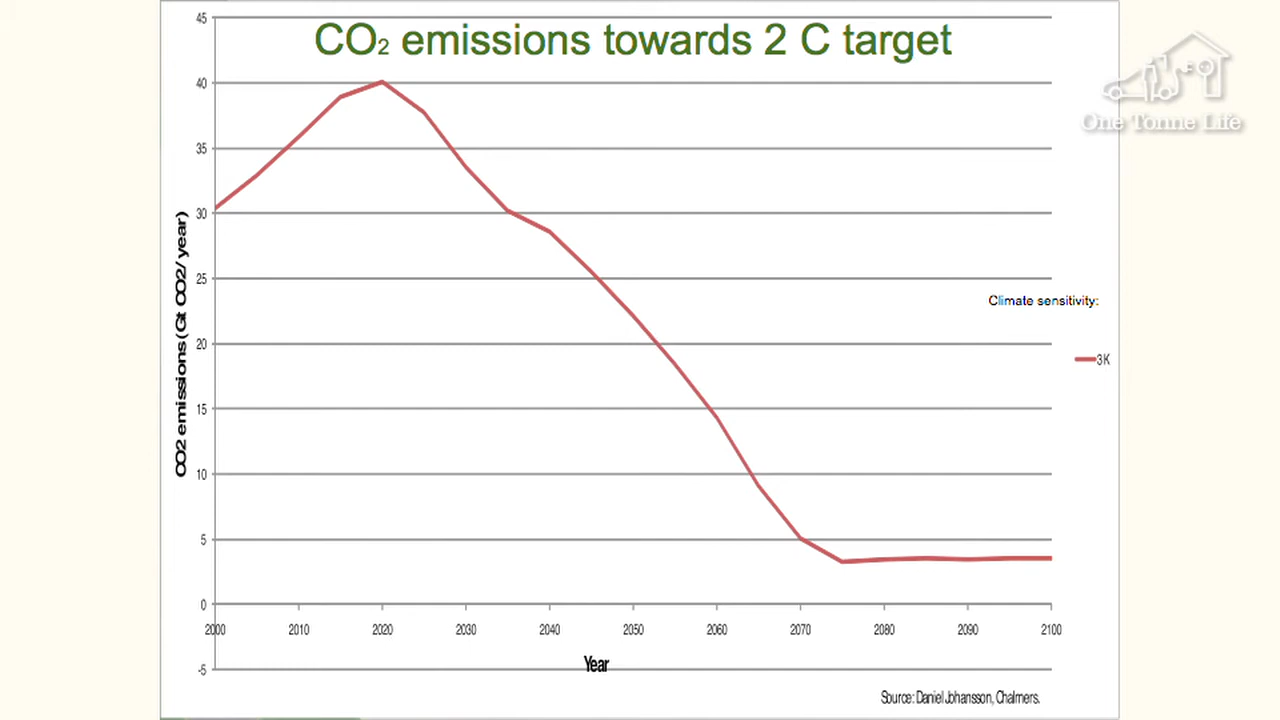 CO₂ emissions towards 2 C target
One Tonne Life
45
40
35
30
25
20
15
10
5
0
-5
CO2 emissions (Gt CO2/year)
2000 2010 2020 2030 2040 2050 2060 2070 2080 2090 2100
Year
Climate sensitivity:
3K
Source: Daniel Johansson, Chalmers.